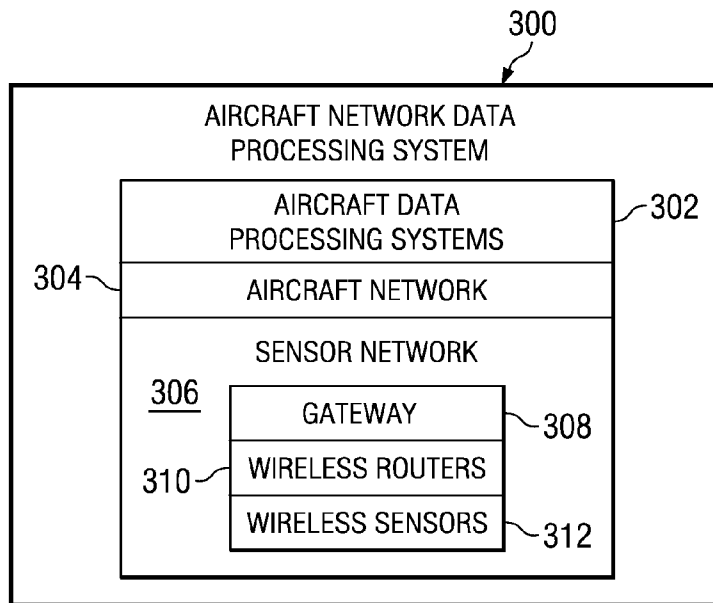 300
AIRCRAFT NETWORK DATA
PROCESSING SYSTEM
AIRCRAFT DATA
PROCESSING SYSTEMS
302
304
AIRCRAFT NETWORK
SENSOR NETWORK
306
GATEWAY
308
310
WIRELESS ROUTERS
WIRELESS SENSORS
312